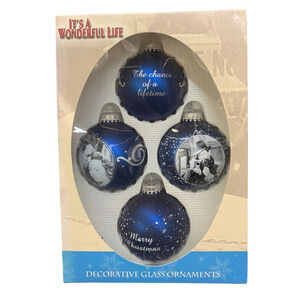 IT'S A
WONDERFUL LIFE
The chance
of a
lifetime
Merry
Christmas
DECORATIVE GLASS ORNAMENTS